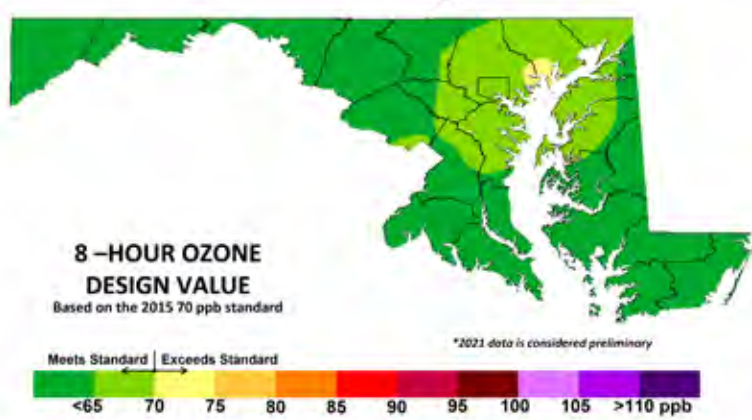 8 –HOUR OZONE
DESIGN VALUE
Based on the 2015 70 ppb standard
*2021 data is considered preliminary
Meets Standard Exceeds Standard
<65 70 75 80 85 90 95 100 105 >110 ppb